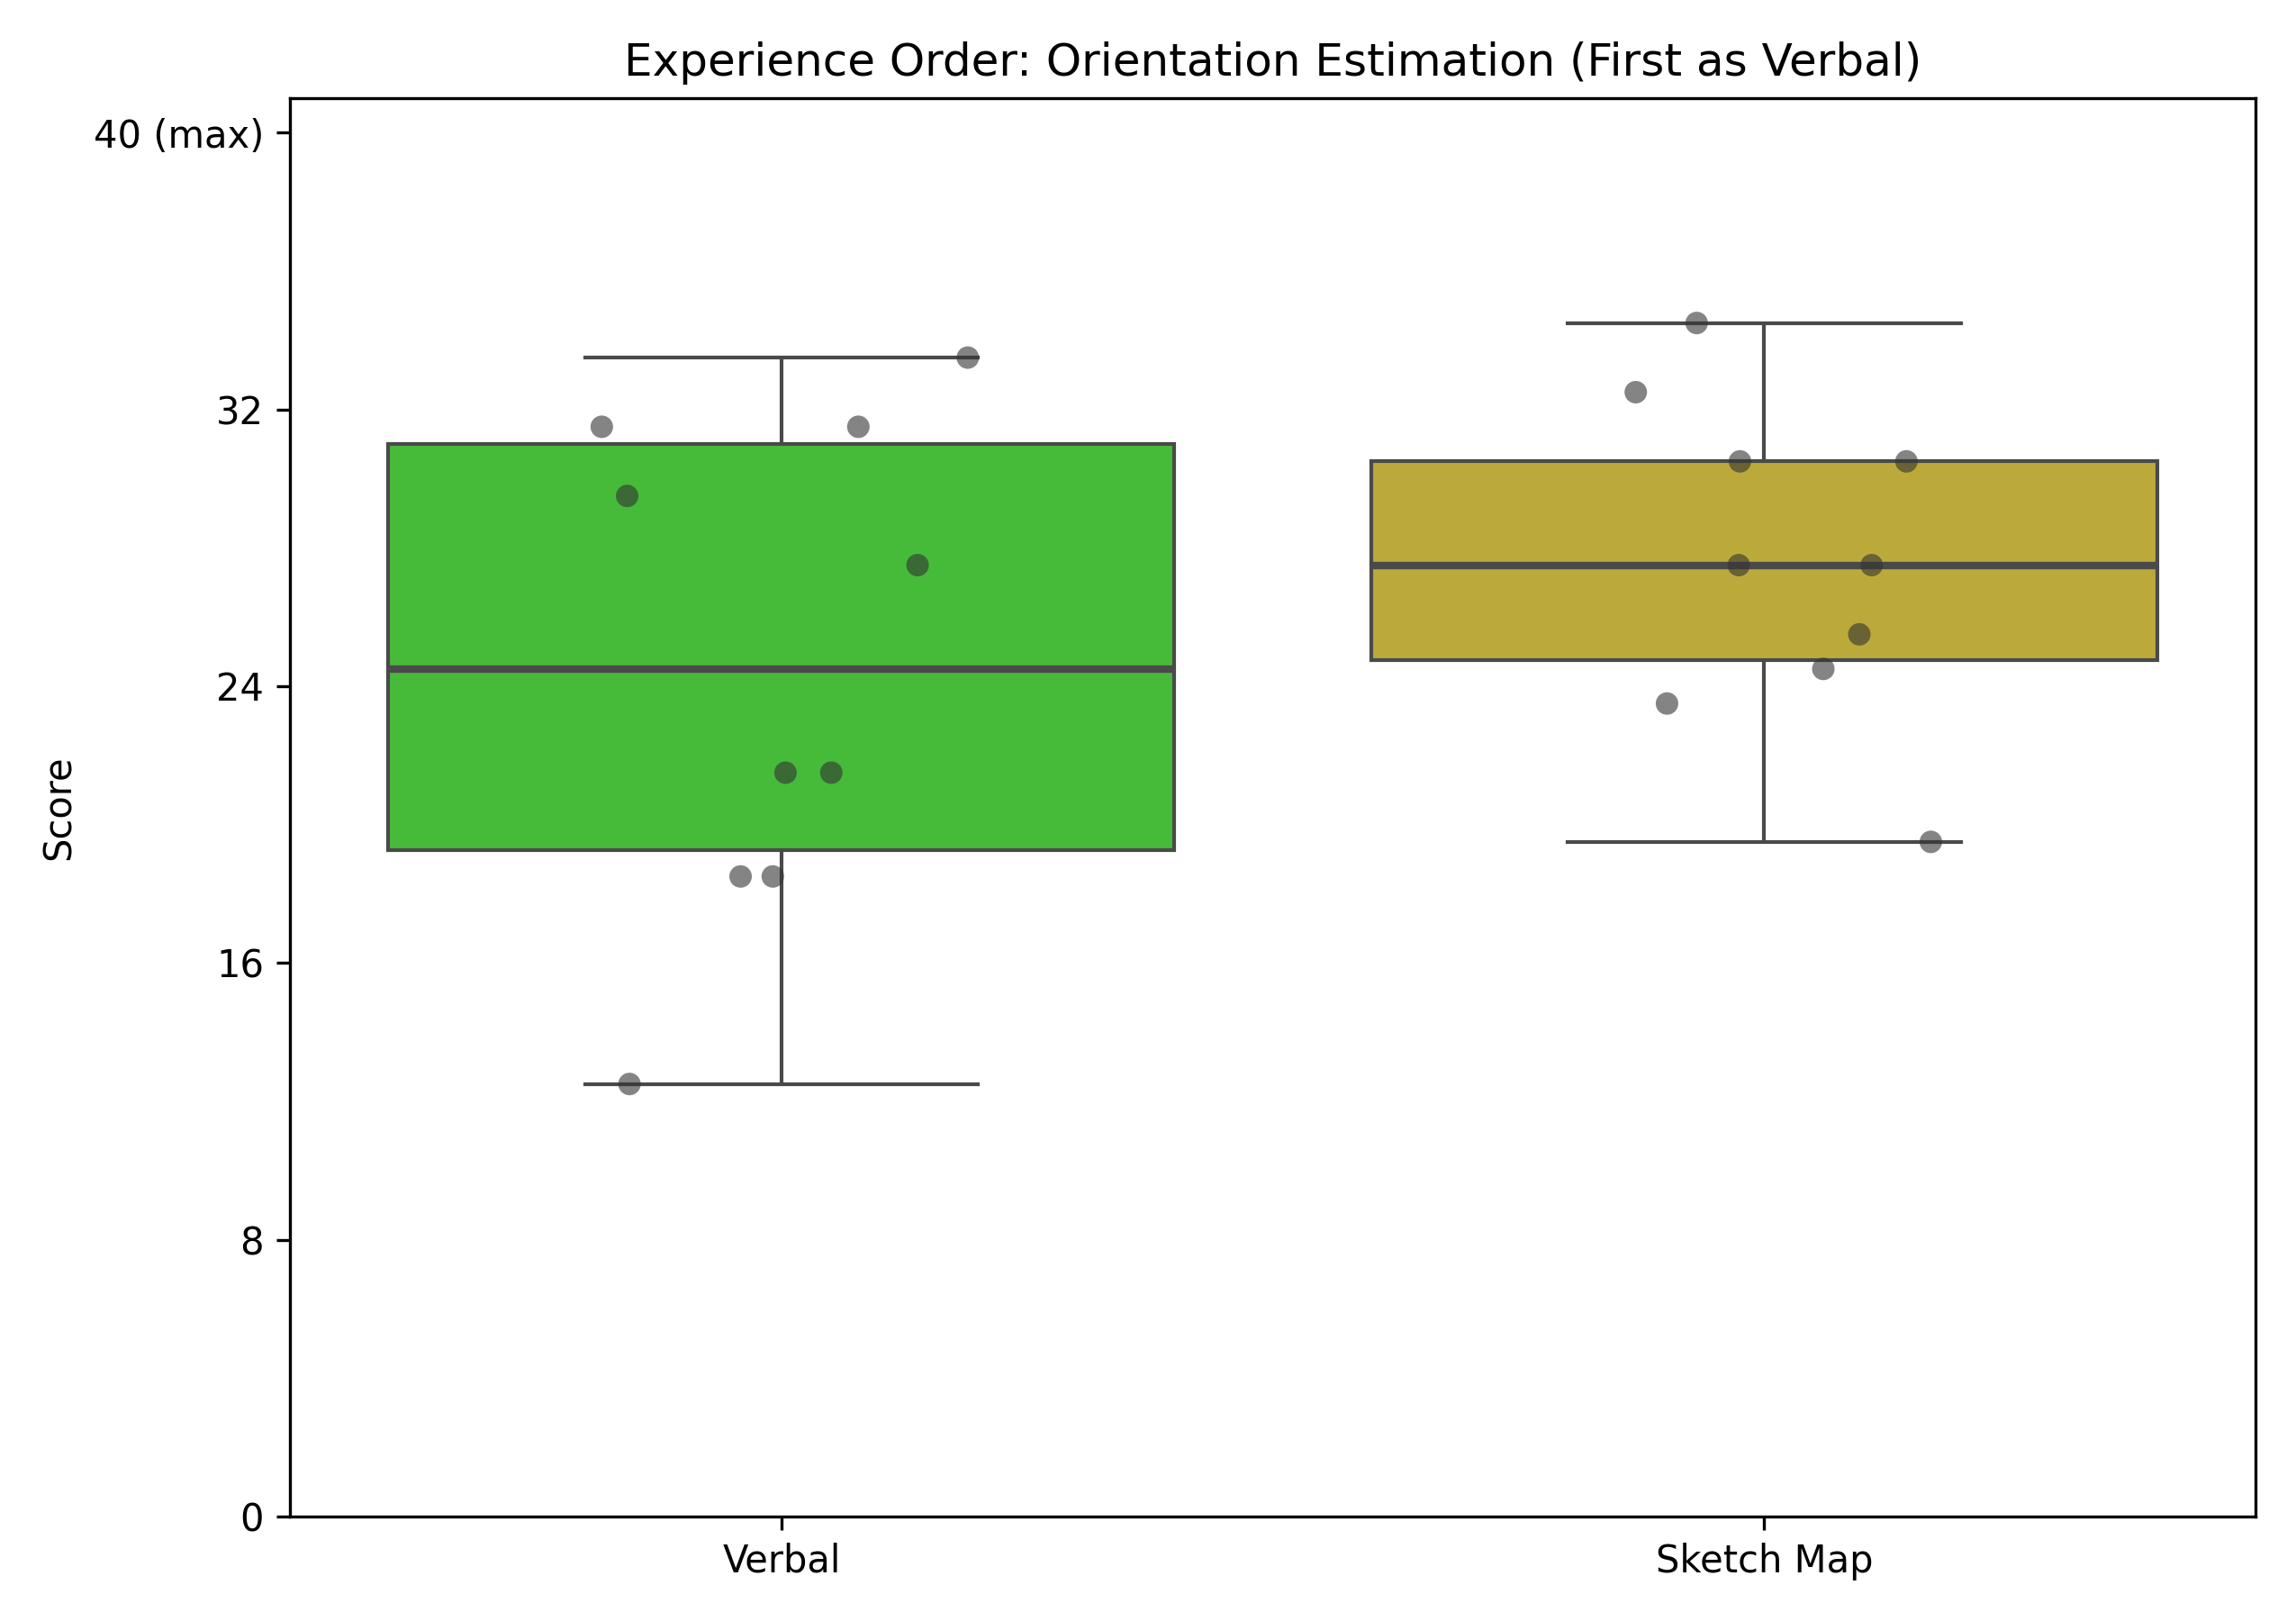 Experience Order: Orientation Estimation (First as Verbal)
40 (max)
32
24
16
8
0
Score
Verbal
Sketch Map